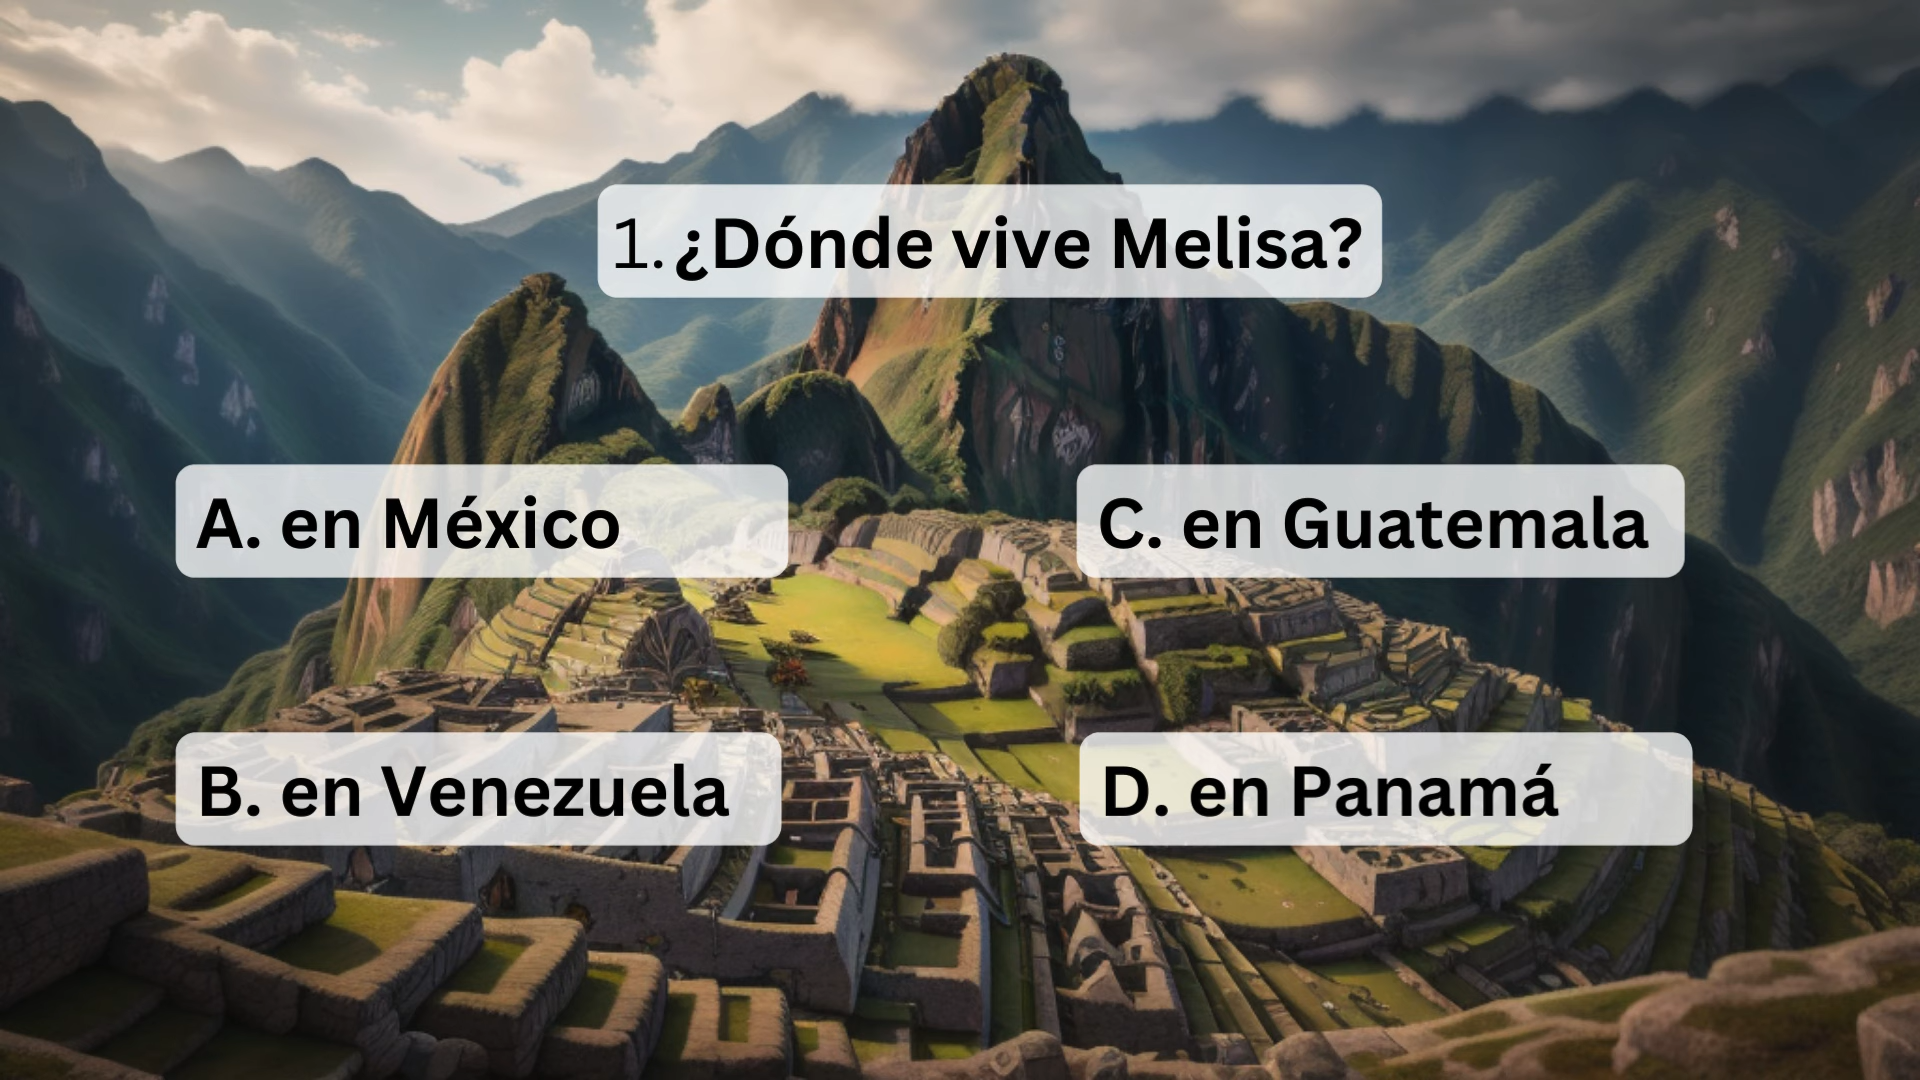 1. ¿Dónde vive Melisa?
A. en México
B. en Venezuela
C. en Guatemala
D. en Panamá